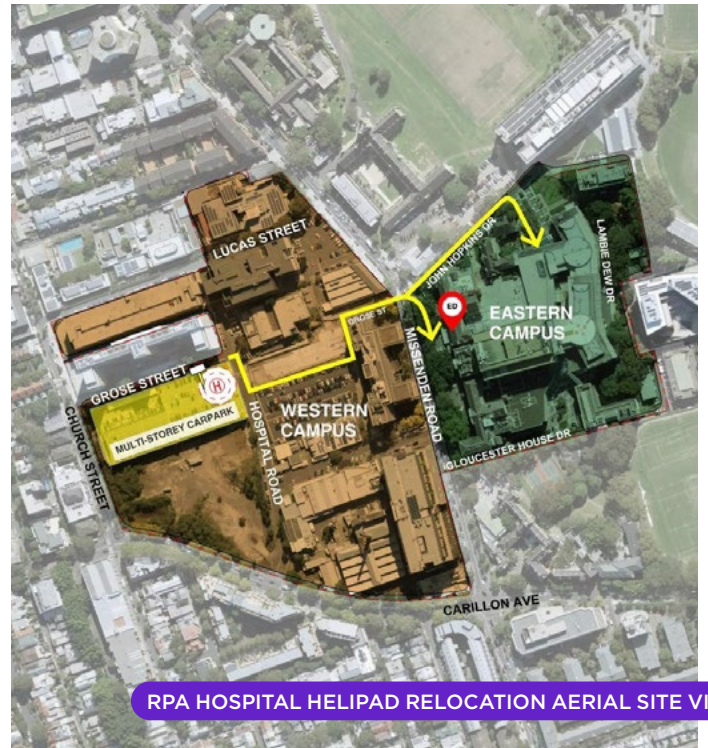 LUCAS STREET
JOHN HOPKINS DR
LAMBIE DEW DR
ED
EASTERN
CAMPUS
GROSE ST
MISSENDEN ROAD
GROSE STREET
H
MULTI-STOREY CARPARK
CHURCH STREET
HOSPITAL ROAD
WESTERN
CAMPUS
GLOUCESTER HOUSE DR
CARILLON AVE
RPA HOSPITAL HELIPAD RELOCATION AERIAL SITE VI